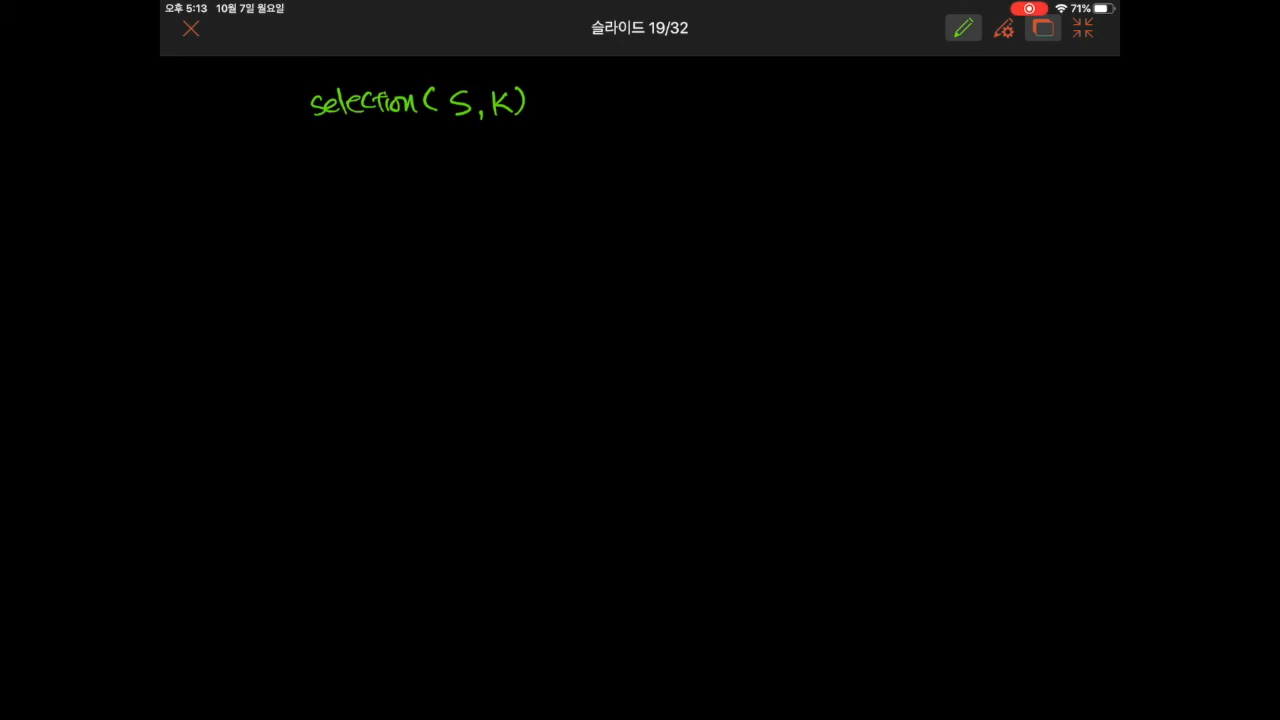 오후 5:13 10월 7일 월요일
71%
슬라이드 19/32
selection( S, K)